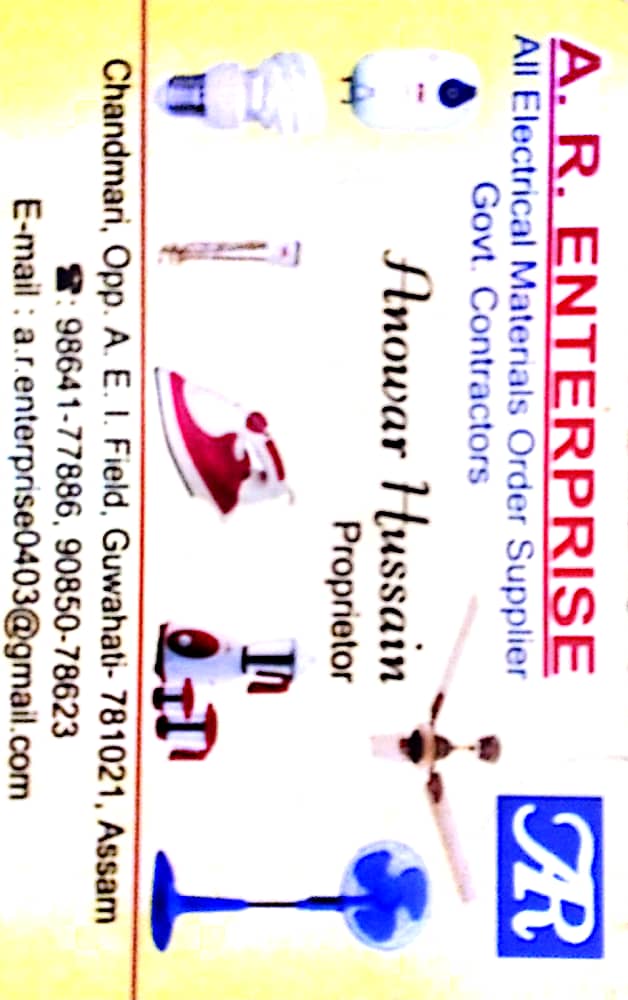 A. R. ENTERPRISE
AR
All Electrical Materials Order Supplier
Govt. Contractors
Anowar Hussain
Proprietor
Chandmari, Opp. A. E. I. Field, Guwahati- 781021, Assam
☎: 98641-77886, 90850-78623
E-mail : a.r.enterprise0403@gmail.com